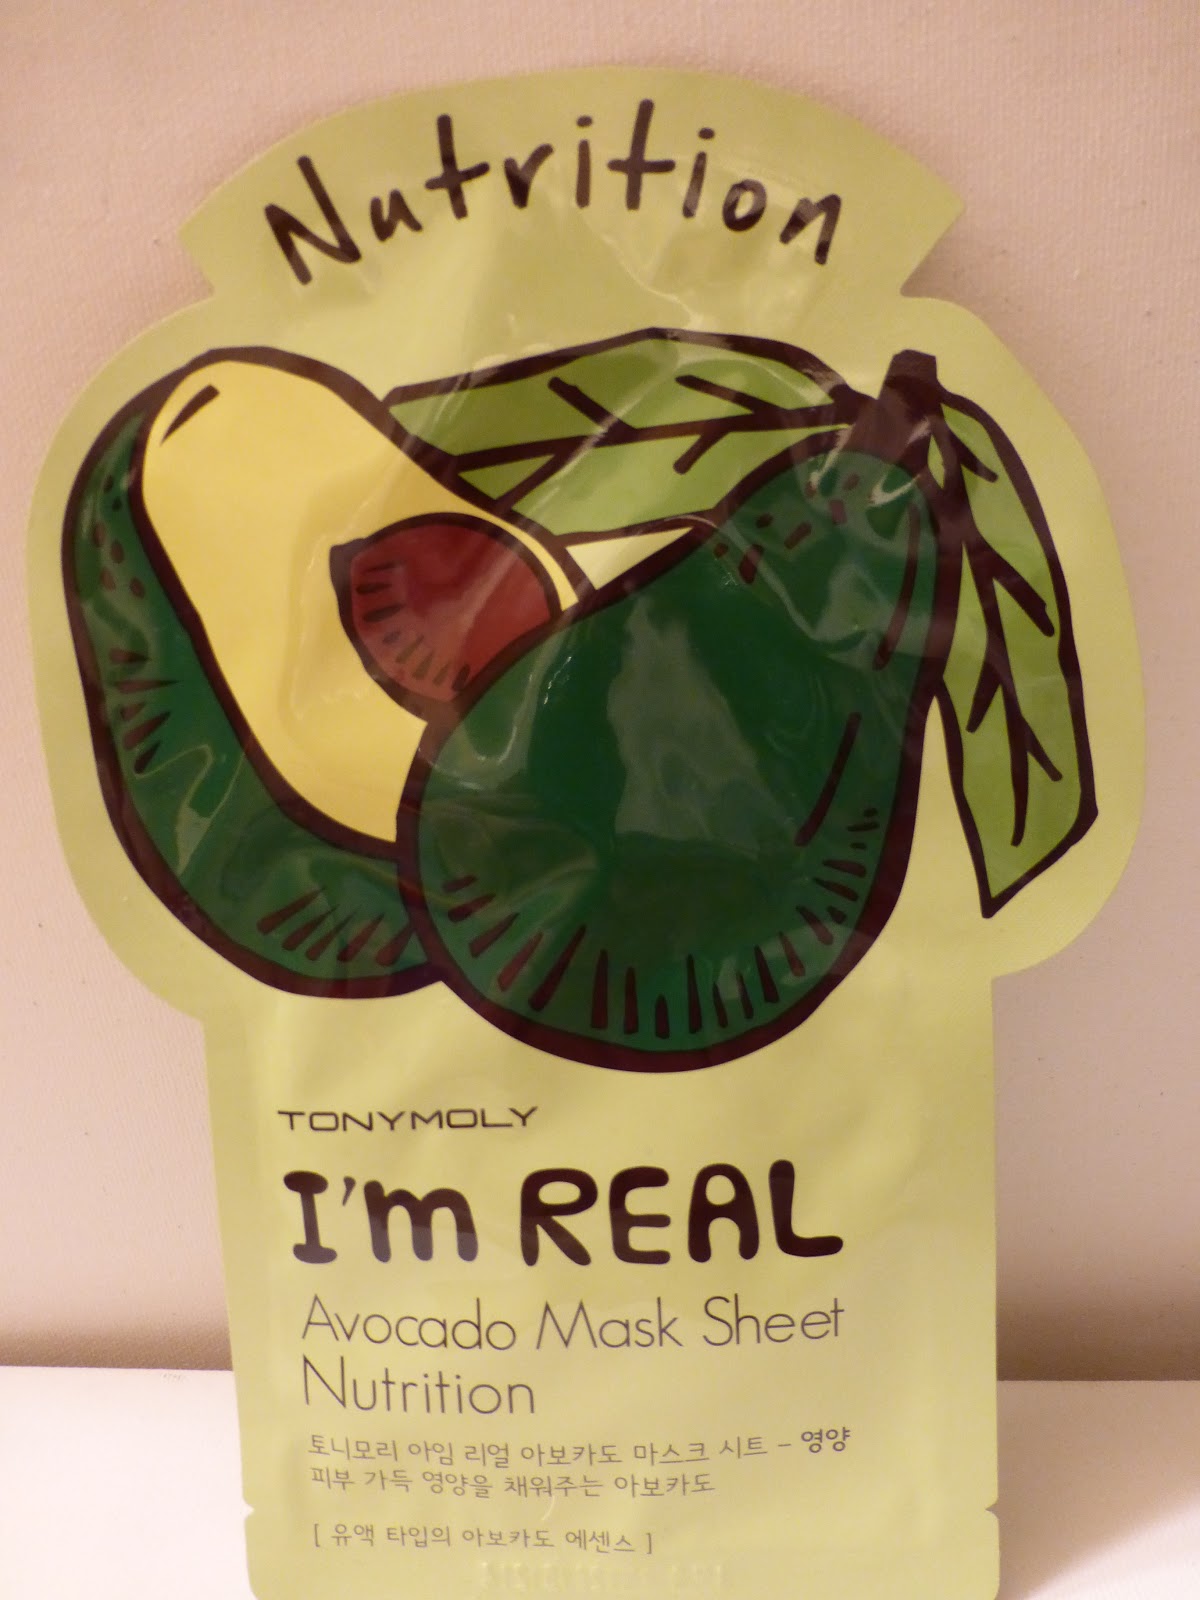 Nutrition
TONYMOLY
I'm REAL
Avocado Mask Sheet
Nutrition
토니모리 아임 리얼 아보카도 마스크 시트 - 영양
피부 가득 영양을 채워주는 아보카도
[ 유액 타입의 아보카도 에센스 ]